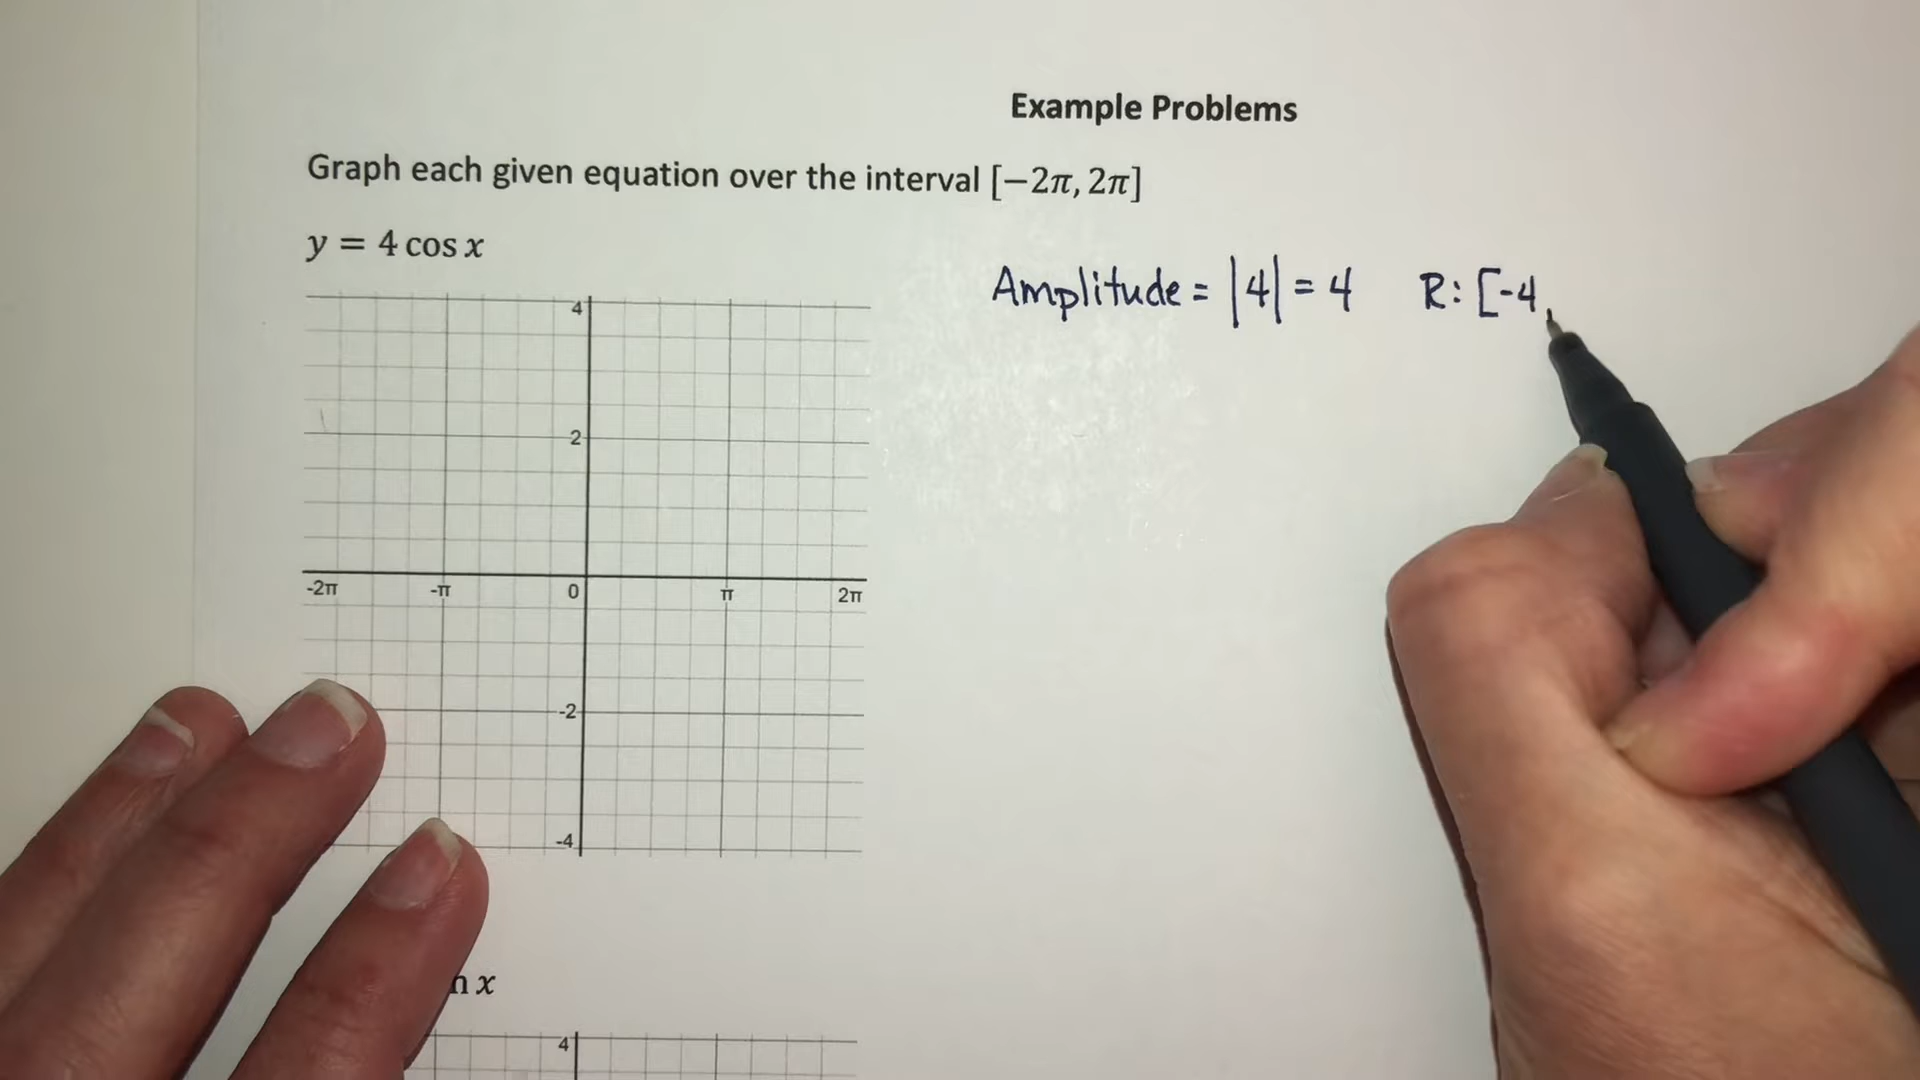 Example Problems
Graph each given equation over the interval [−2π, 2π]
y = 4 cos x
Amplitude = |4| = 4 R: [-4,
4
2
-2π -π 0 π 2π
-2
-4
n x
4